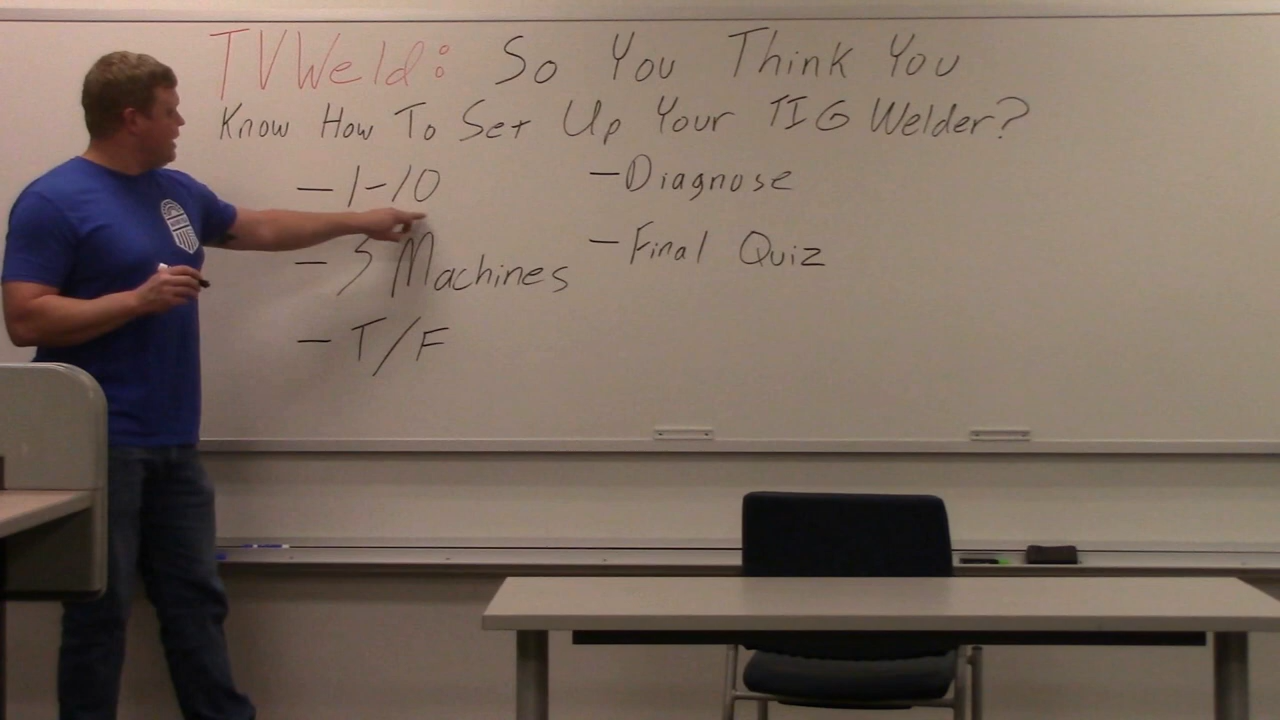 TVWeld: So You Think You
Know How To Set Up Your TIG Welder?
- 1-10
- Diagnose
- Machines
- Final Quiz
- T/F